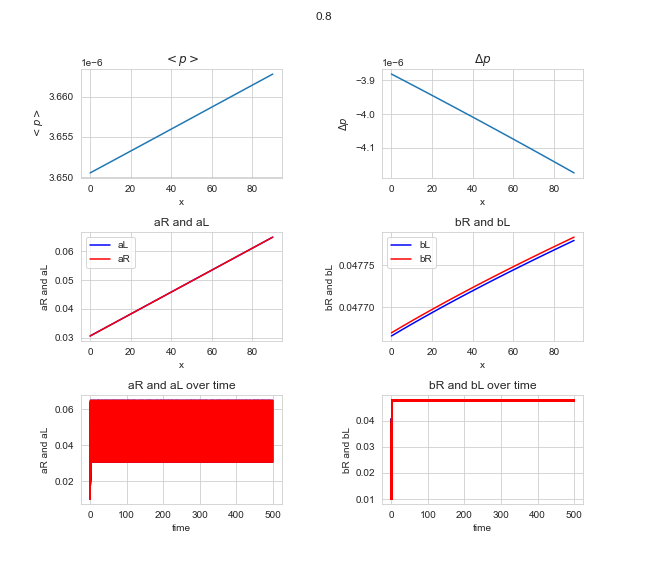 0.8
< p >
Δp
1e−6
1e−6
3.660
3.655
3.650
< p >
0 20 40 60 80
x
−3.9
−4.0
−4.1
Δp
0 20 40 60 80
x
aR and aL
bR and bL
aL
aR
0.06
0.05
0.04
0.03
aR and aL
0 20 40 60 80
x
bL
bR
0.04775
0.04770
bR and bL
0 20 40 60 80
x
aR and aL over time
bR and bL over time
0.06
0.04
0.02
aR and aL
0 100 200 300 400 500
time
0.04
0.03
0.02
0.01
bR and bL
0 100 200 300 400 500
time